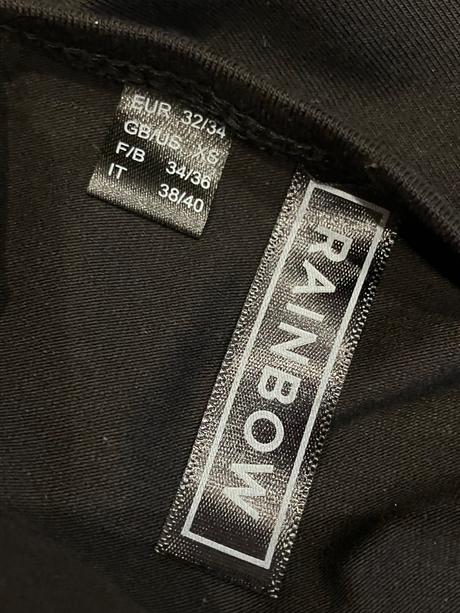 EUR 32/34
GB/US XS
F/B 34/36
IT 38/40
RAINBOW